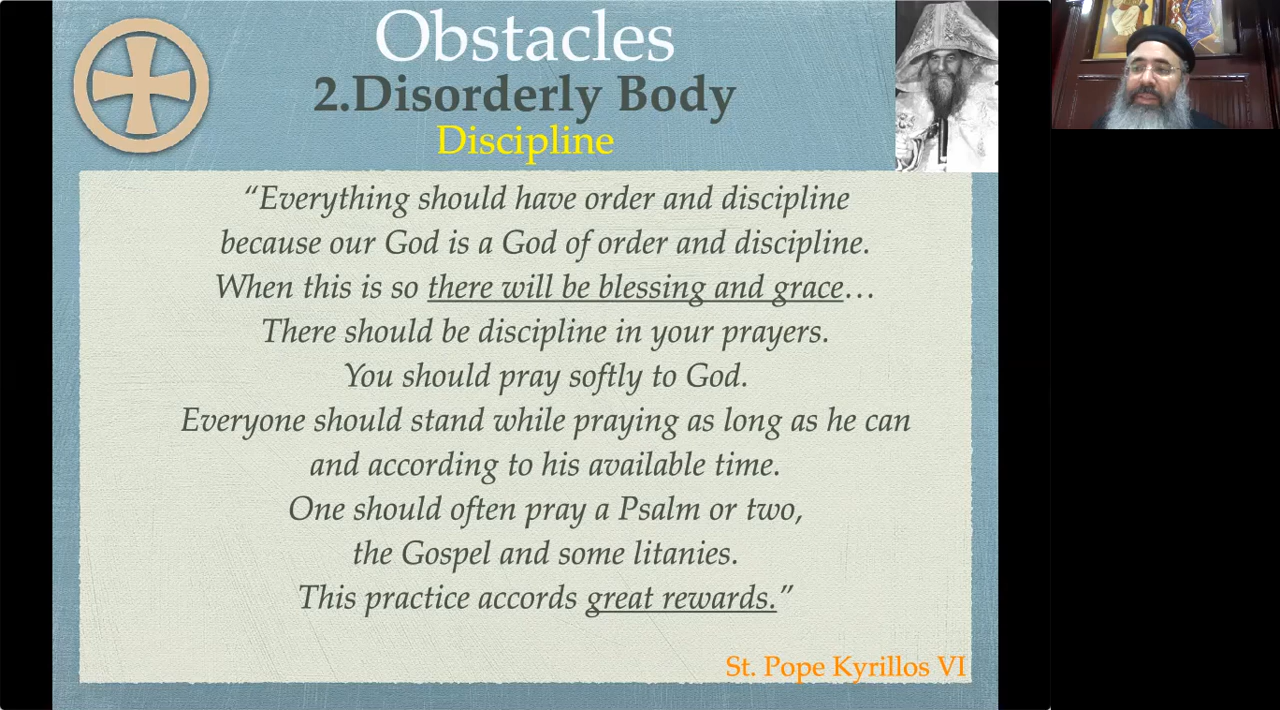 Obstacles
2.Disorderly Body
Discipline
“Everything should have order and discipline
because our God is a God of order and discipline.
When this is so there will be blessing and grace…
There should be discipline in your prayers.
You should pray softly to God.
Everyone should stand while praying as long as he can
and according to his available time.
One should often pray a Psalm or two,
the Gospel and some litanies.
This practice accords great rewards.”
St. Pope Kyrillos VI